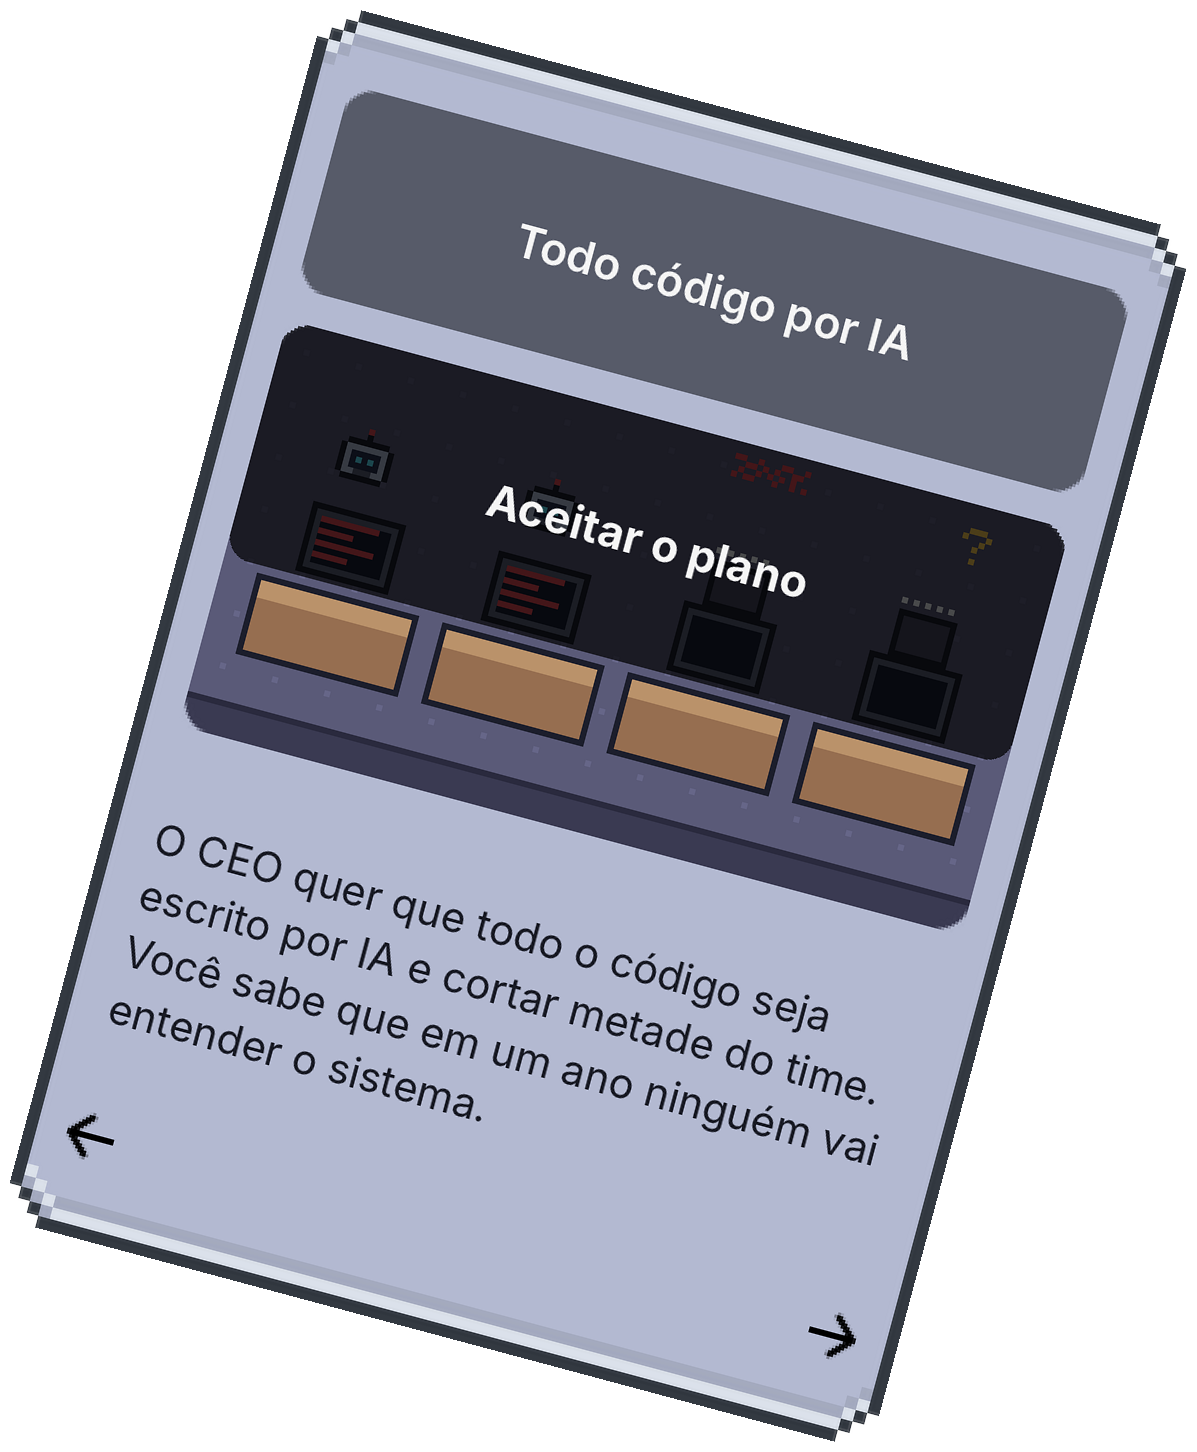 Todo código por IA
Aceitar o plano
?
O CEO quer que todo o código seja
escrito por IA e cortar metade do time.
Você sabe que em um ano ninguém vai
entender o sistema.